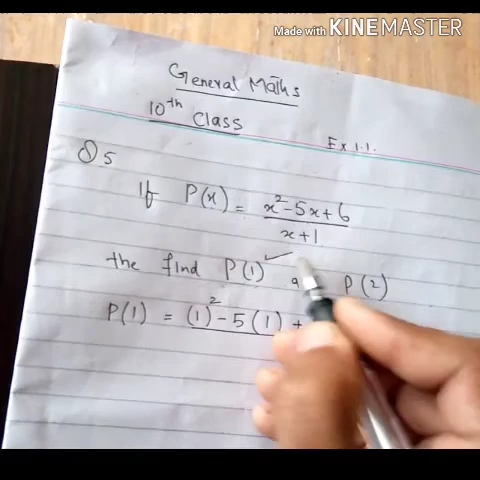 Made with KINEMASTER
General Maths
10th Class
Ex 1.1.
Q5
If P(x) = x² - 5x + 6 / x + 1
the find P(1) ✓ a P(2)
P(1) = (1)² - 5(1) +